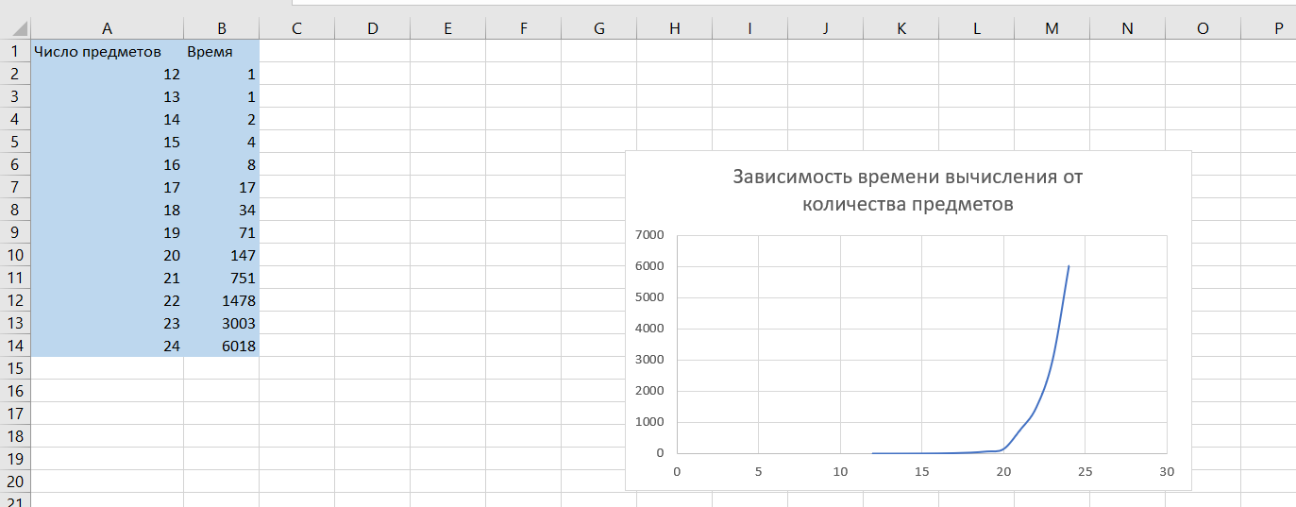 A B C D E F G H I J K L M N O P
1 Число предметов Время
2 12 1
3 13 1
4 14 2
5 15 4
6 16 8
7 17 17
8 18 34
9 19 71
10 20 147
11 21 751
12 22 1478
13 23 3003
14 24 6018
15
16
17
18
19
20
21
Зависимость времени вычисления от
количества предметов
7000
6000
5000
4000
3000
2000
1000
0
0 5 10 15 20 25 30